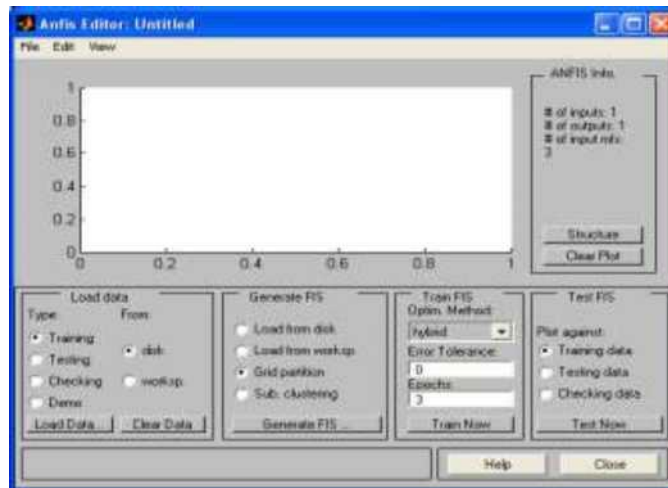 Anfis Editor: Untitled
File Edit View
ANFIS Info.
1
0.8
0.6
0.4
0.2
0
0 0.2 0.4 0.6 0.8 1
# of inputs: 1
# of outputs: 1
# of input mfs:
3
Structure
Clear Plot
Load data
Type: From:
Training
Testing
Checking
Demo
disk
worksp.
Load Data... Clear Data
Generate FIS
Load from disk
Load from worksp.
Grid partition
Sub. clustering
Generate FIS ...
Train FIS
Optim. Method:
hybrid
Error Tolerance:
0
Epochs:
3
Train Now
Test FIS
Plot against:
Training data
Testing data
Checking data
Test Now
Help Close